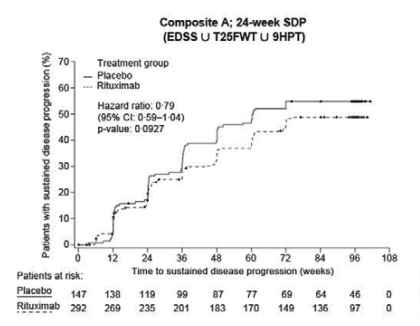 Composite A; 24-week SDP
(EDSS ∪ T25FWT ∪ 9HPT)
Patients with sustained disease progression (%)
70
60
50
40
30
20
10
0
Treatment group
Placebo
Rituximab
Hazard ratio: 0·79
(95% CI: 0·59–1·04)
p-value: 0·0927
0 12 24 36 48 60 72 84 96 108
Time to sustained disease progression (weeks)
Patients at risk:
Placebo 147 138 119 99 87 77 69 64 46 0
Rituximab 292 269 235 201 183 170 149 136 97 0